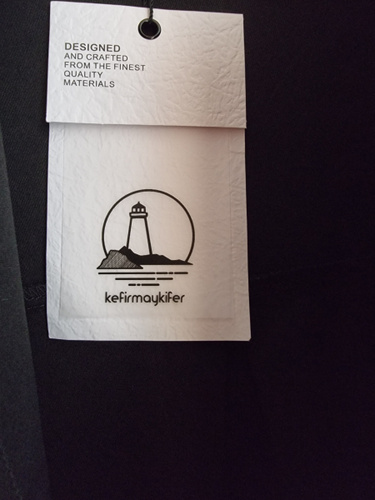 DESIGNED
AND CRAFTED
FROM THE FINEST
QUALITY
MATERIALS
kefirmaykifer